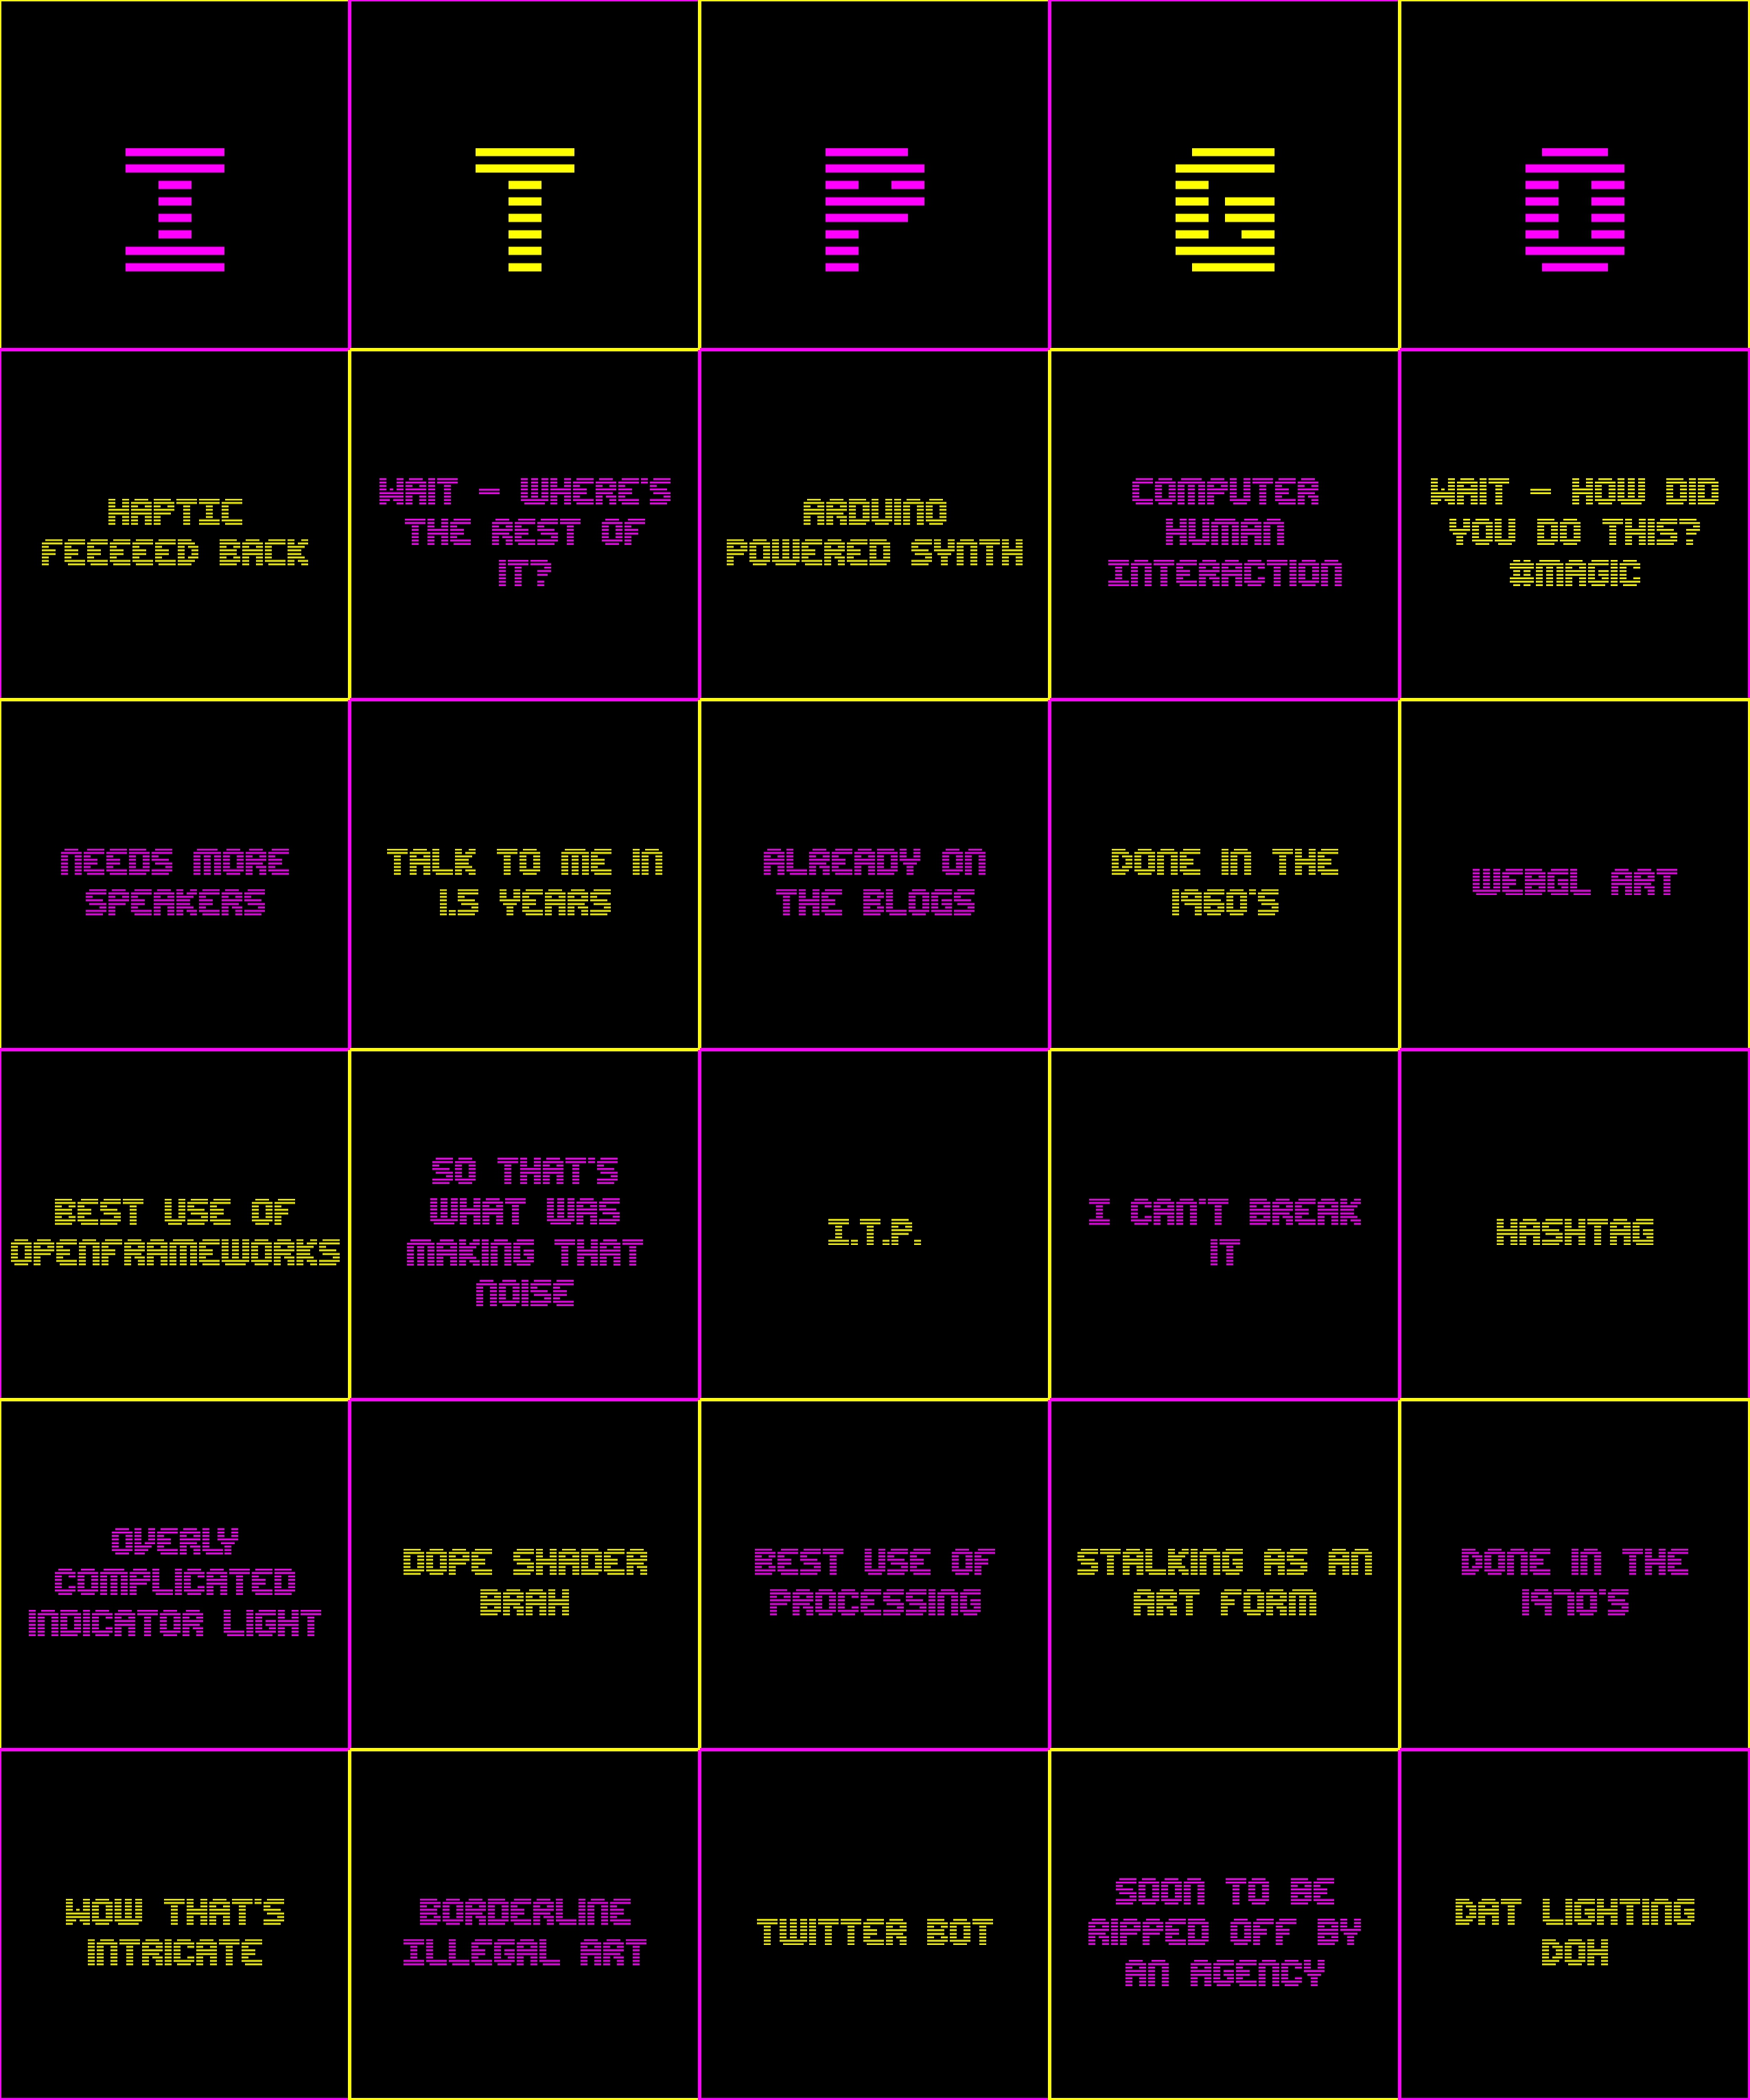 I
T
P
G
O
HAPTIC
FEEEEED BACK
WAIT - WHERE'S
THE REST OF
IT?
ARDUINO
POWERED SYNTH
COMPUTER
HUMAN
INTERACTION
WAIT - HOW DID
YOU DO THIS?
#MAGIC
NEEDS MORE
SPEAKERS
TALK TO ME IN
1.5 YEARS
ALREADY ON
THE BLOGS
DONE IN THE
1960'S
WEBGL ART
BEST USE OF
OPENFRAMEWORKS
SO THAT'S
WHAT WAS
MAKING THAT
NOISE
I.T.P.
I CAN'T BREAK
IT
HASHTAG
OVERLY
COMPLICATED
INDICATOR LIGHT
DOPE SHADER
BRAH
BEST USE OF
PROCESSING
STALKING AS AN
ART FORM
DONE IN THE
1970'S
WOW THAT'S
INTRICATE
BORDERLINE
ILLEGAL ART
TWITTER BOT
SOON TO BE
RIPPED OFF BY
AN AGENCY
DAT LIGHTING
DOH